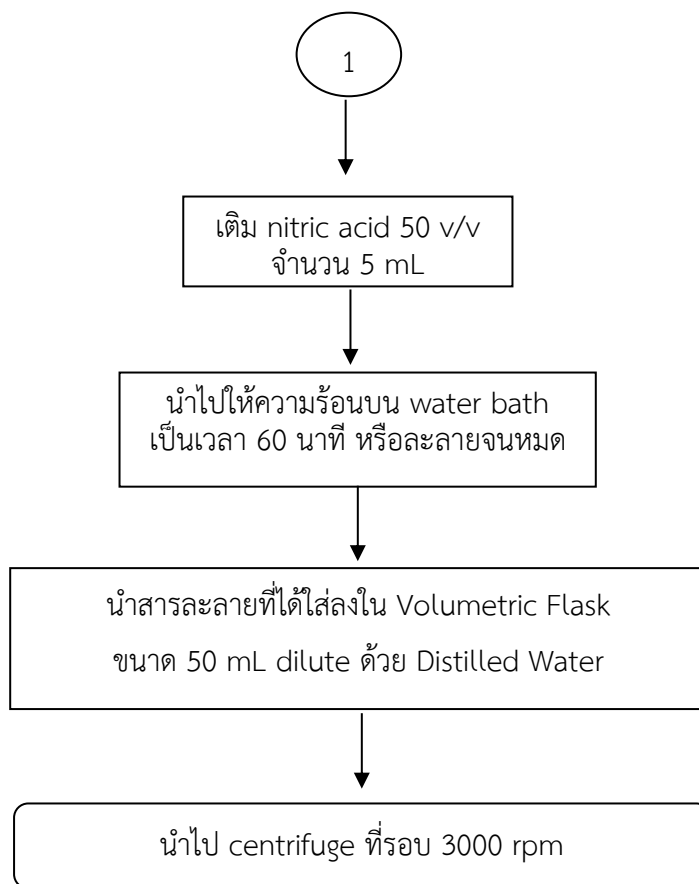 1
เติม nitric acid 50 v/v
จำนวน 5 mL
นำไปให้ความร้อนบน water bath
เป็นเวลา 60 นาที หรือละลายจนหมด
นำสารละลายที่ได้ใส่ลงใน Volumetric Flask
ขนาด 50 mL dilute ด้วย Distilled Water
นำไป centrifuge ที่รอบ 3000 rpm